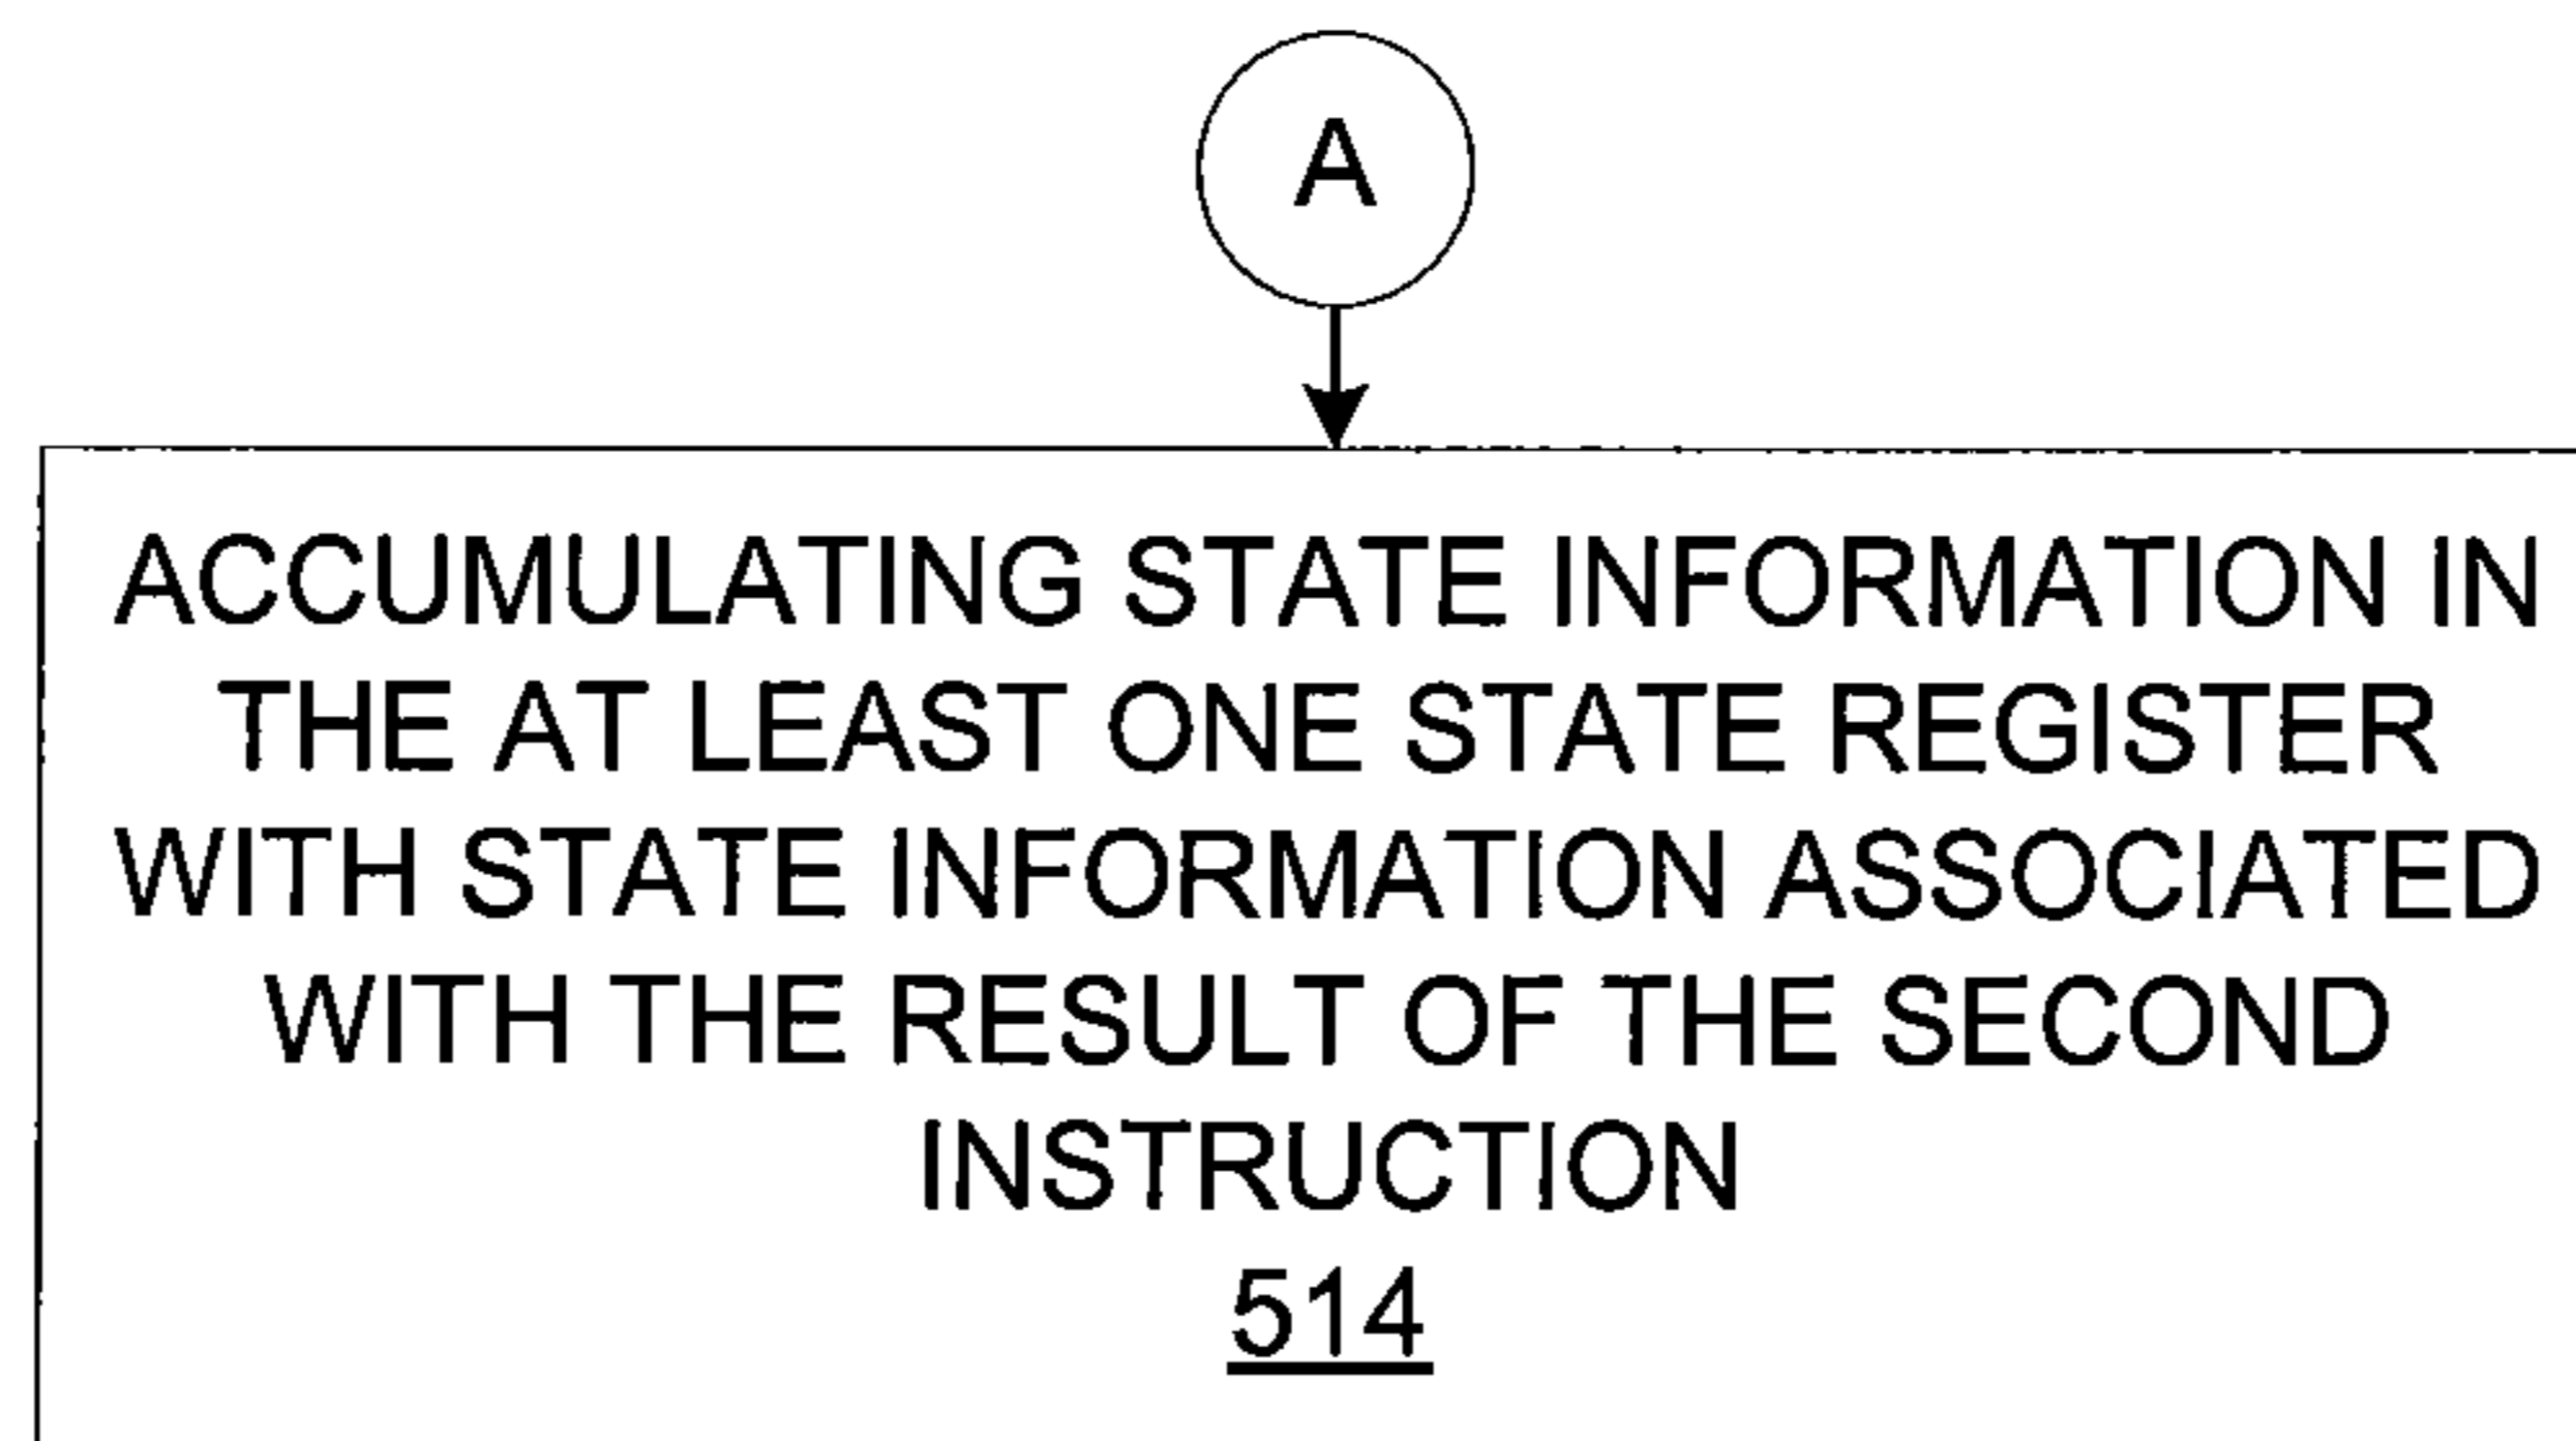 A
ACCUMULATING STATE INFORMATION IN
THE AT LEAST ONE STATE REGISTER
WITH STATE INFORMATION ASSOCIATED
WITH THE RESULT OF THE SECOND
INSTRUCTION
514